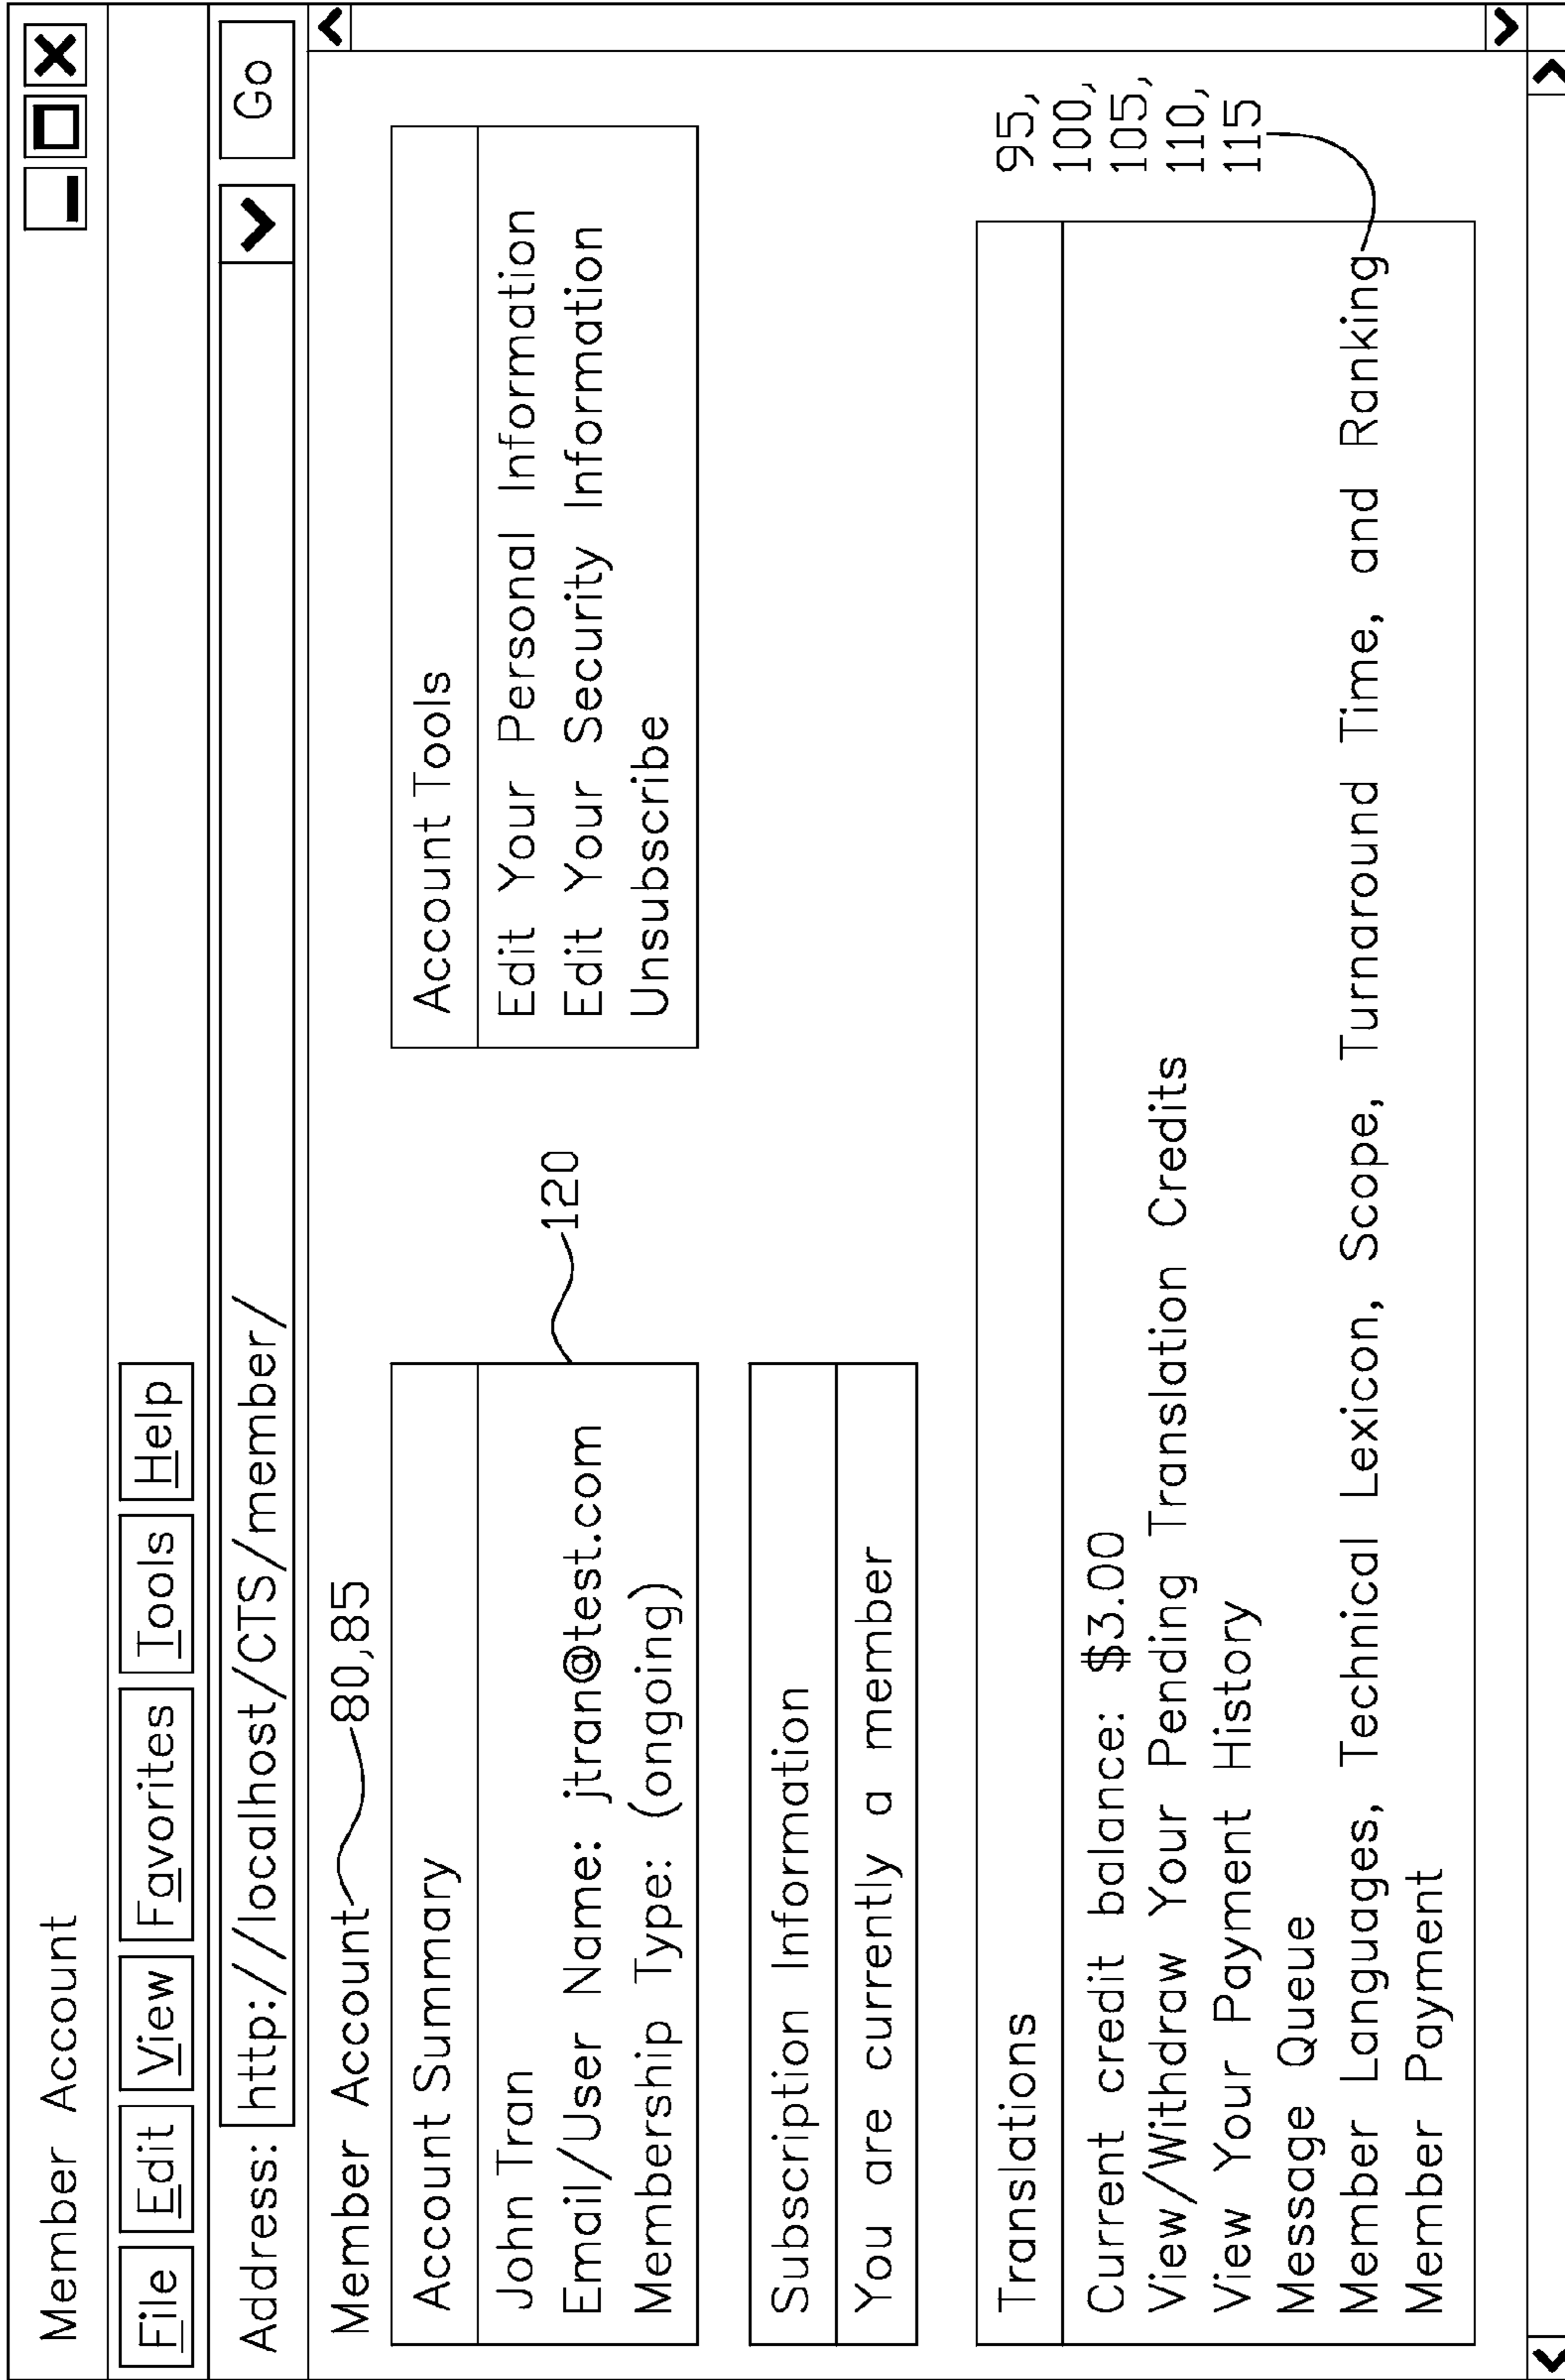 Member Account
File Edit View Favorites Tools Help
Address: http://localhost/CTS/member/ Go
Member Account 80,85
Account Summary
John Tran
Email/User Name: jtran@test.com
Membership Type: (ongoing)
120
Account Tools
Edit Your Personal Information
Edit Your Security Information
Unsubscribe
Subscription Information
You are currently a member
Translations
Current credit balance: $3.00
View/Withdraw Your Pending Translation Credits
View Your Payment History
Message Queue
Member Languages, Technical Lexicon, Scope, Turnaround Time, and Ranking
Member Payment
95,
100,
105,
110,
115